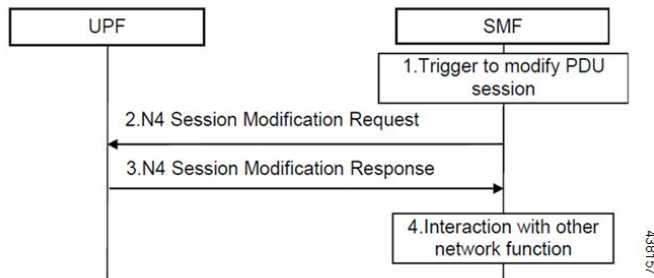 UPF
SMF
1.Trigger to modify PDU
session
2.N4 Session Modification Request
3.N4 Session Modification Response
4.Interaction with other
network function